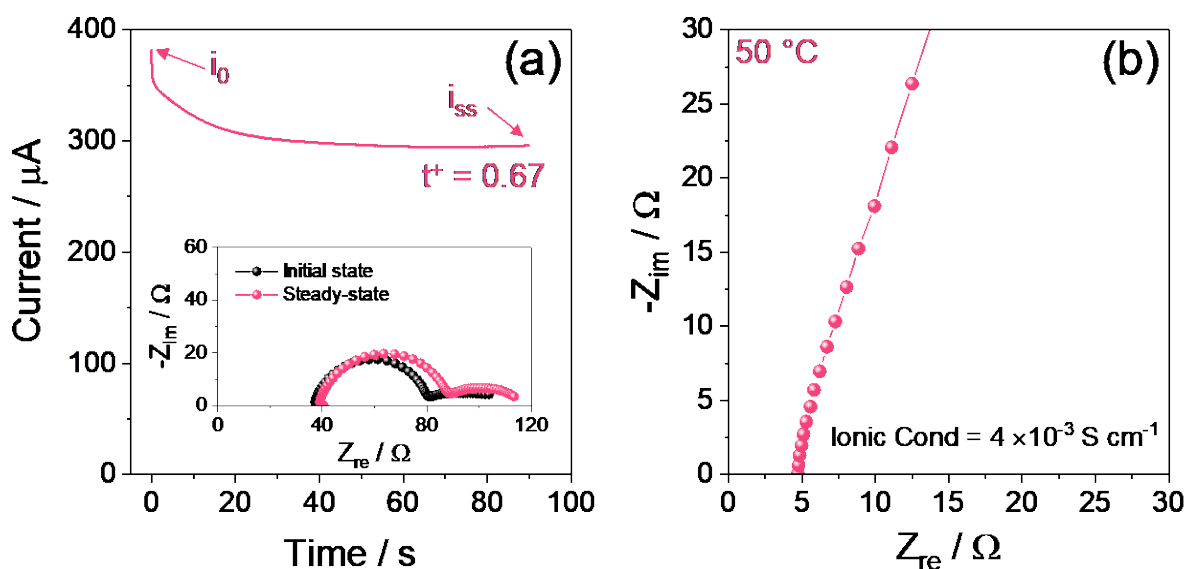 400
300
200
100
0
Current / μA
(a)
i₀
iₛₛ
t⁺ = 0.67
60
40
20
0
-Zᵢₘ / Ω
Initial state
Steady-state
40
80
120
Zᵣₑ / Ω
0
20
40
60
80
100
Time / s
30
25
20
15
10
5
0
-Zᵢₘ / Ω
50 °C
(b)
Ionic Cond = 4 ×10⁻³ S cm⁻¹
0
5
10
15
20
25
30
Zᵣₑ / Ω